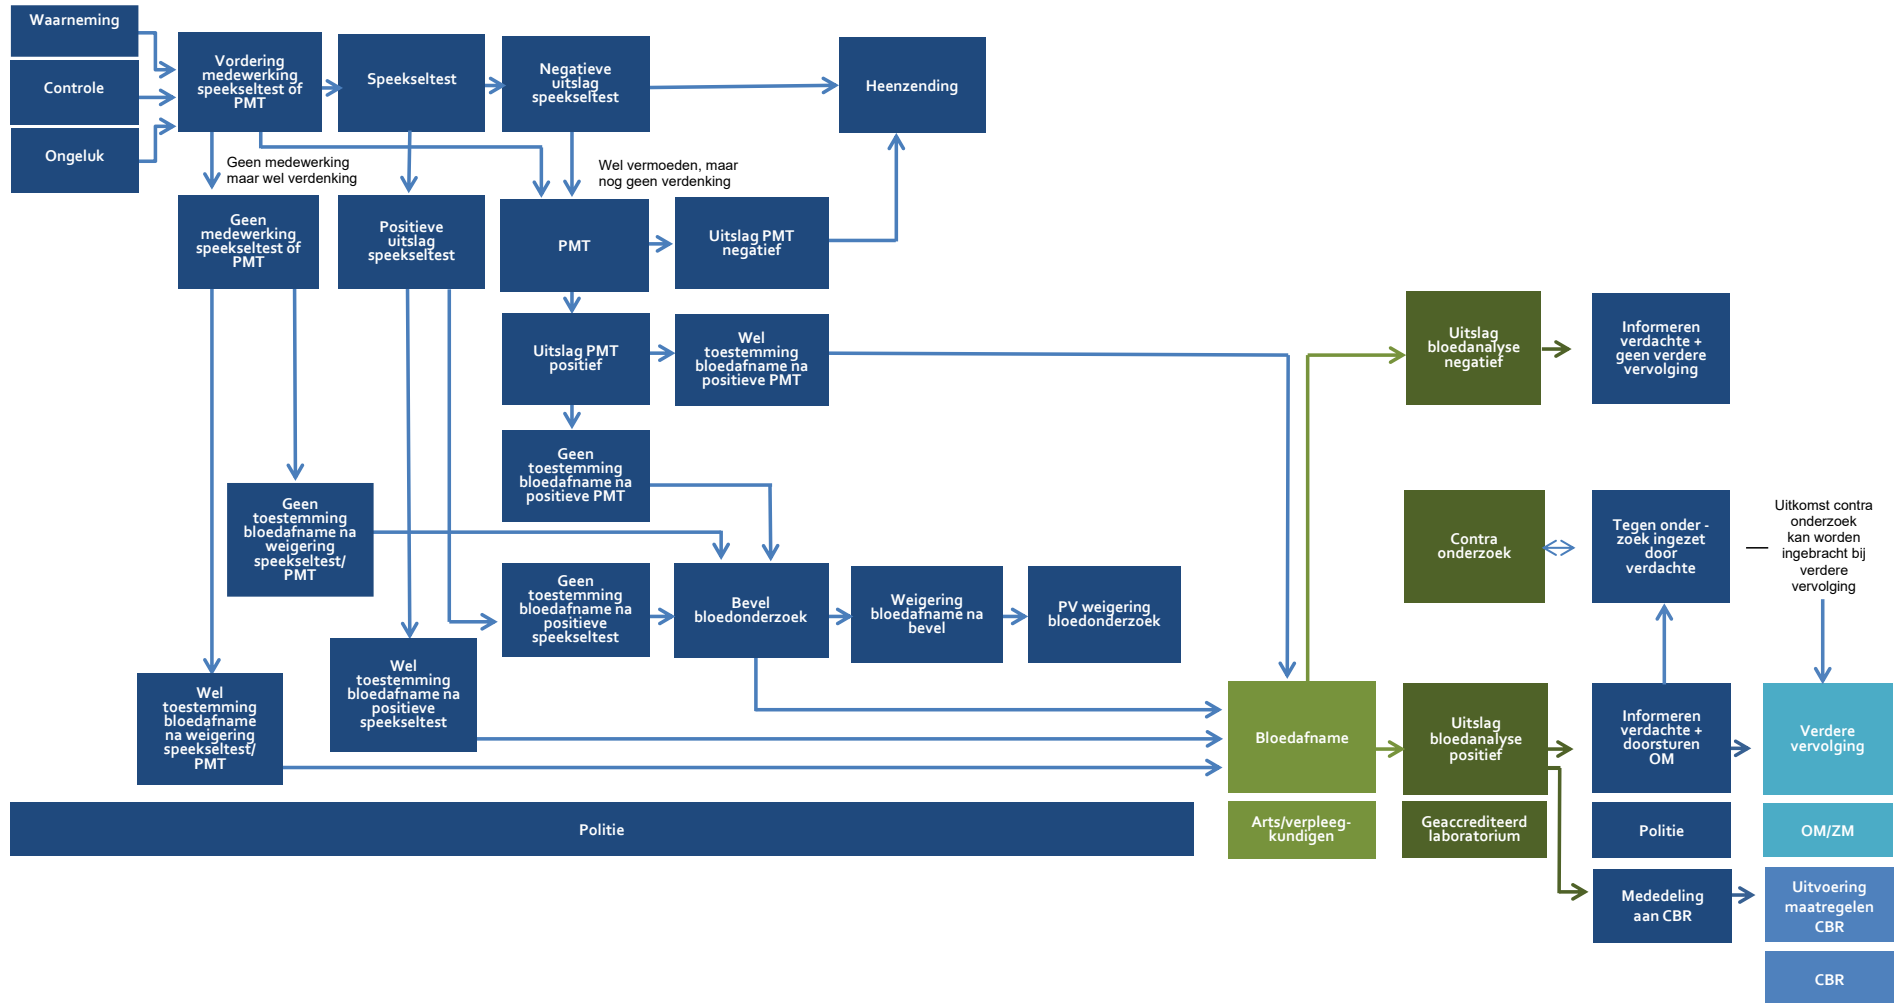 Waarneming
Controle
Ongeluk
Vordering
medewerking
speekseltest of
PMT
Speekseltest
Negatieve
uitslag
speekseltest
Heenzending
Geen medewerking
maar wel verdenking
Wel vermoeden, maar
nog geen verdenking
Geen
medewerking
speekseltest of
PMT
Positieve
uitslag
speekseltest
PMT
Uitslag PMT
negatief
Uitslag PMT
positief
Wel
toestemming
bloedafname na
positieve PMT
Uitslag
bloedanalyse
negatief
Informeren
verdachte +
geen verdere
vervolging
Geen
toestemming
bloedafname na
positieve PMT
Geen
toestemming
bloedafname na
weigering
speekseltest/
PMT
Contra
onderzoek
Tegen onder -
zoek ingezet
door
verdachte
Uitkomst contra
onderzoek
kan worden
ingebracht bij
verdere
vervolging
Geen
toestemming
bloedafname na
positieve
speekseltest
Bevel
bloedonderzoek
Weigering
bloedafname na
bevel
PV weigering
bloedonderzoek
Wel
toestemming
bloedafname na
positieve
speekseltest
Wel
toestemming
bloedafname
na weigering
speekseltest/
PMT
Bloedafname
Uitslag
bloedanalyse
positief
Informeren
verdachte +
doorsturen
OM
Verdere
vervolging
Politie
Arts/verpleeg-
kundigen
Geaccrediteerd
laboratorium
Politie
OM/ZM
Mededeling
aan CBR
Uitvoering
maatregelen
CBR
CBR